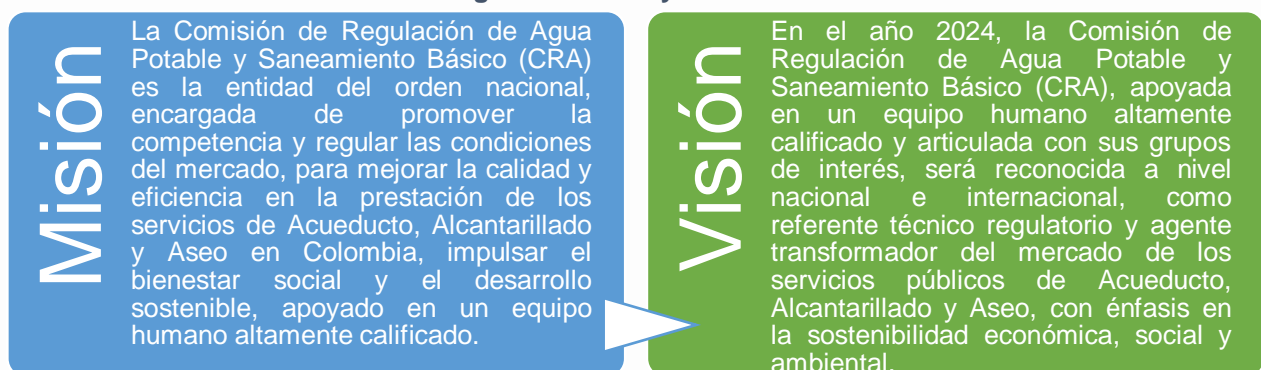 Misión
La Comisión de Regulación de Agua
Potable y Saneamiento Básico (CRA)
es la entidad del orden nacional,
encargada de promover la
competencia y regular las condiciones
del mercado, para mejorar la calidad y
eficiencia en la prestación de los
servicios de Acueducto, Alcantarillado
y Aseo en Colombia, impulsar el
bienestar social y el desarrollo
sostenible, apoyado en un equipo
humano altamente calificado.
Visión
En el año 2024, la Comisión de
Regulación de Agua Potable y
Saneamiento Básico (CRA), apoyada
en un equipo humano altamente
calificado y articulada con sus grupos
de interés, será reconocida a nivel
nacional e internacional, como
referente técnico regulatorio y agente
transformador del mercado de los
servicios públicos de Acueducto,
Alcantarillado y Aseo, con énfasis en
la sostenibilidad económica, social y
ambiental.